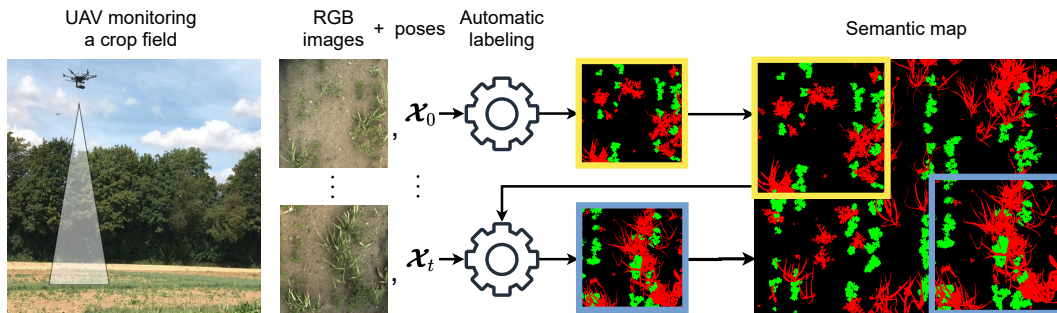 UAV monitoring
a crop field
RGB
images
+ poses
Automatic
labeling
Semantic map
, 𝒳₀
⋮ ⋮
, 𝒳ₜ